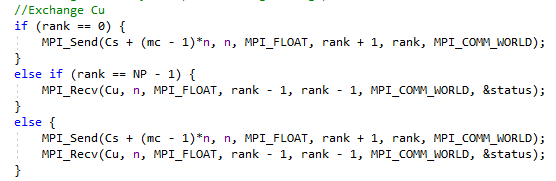 //Exchange Cu
if (rank == 0) {
MPI_Send(Cs + (mc - 1)*n, n, MPI_FLOAT, rank + 1, rank, MPI_COMM_WORLD);
}
else if (rank == NP - 1) {
MPI_Recv(Cu, n, MPI_FLOAT, rank - 1, rank - 1, MPI_COMM_WORLD, &status);
}
else {
MPI_Send(Cs + (mc - 1)*n, n, MPI_FLOAT, rank + 1, rank, MPI_COMM_WORLD);
MPI_Recv(Cu, n, MPI_FLOAT, rank - 1, rank - 1, MPI_COMM_WORLD, &status);
}